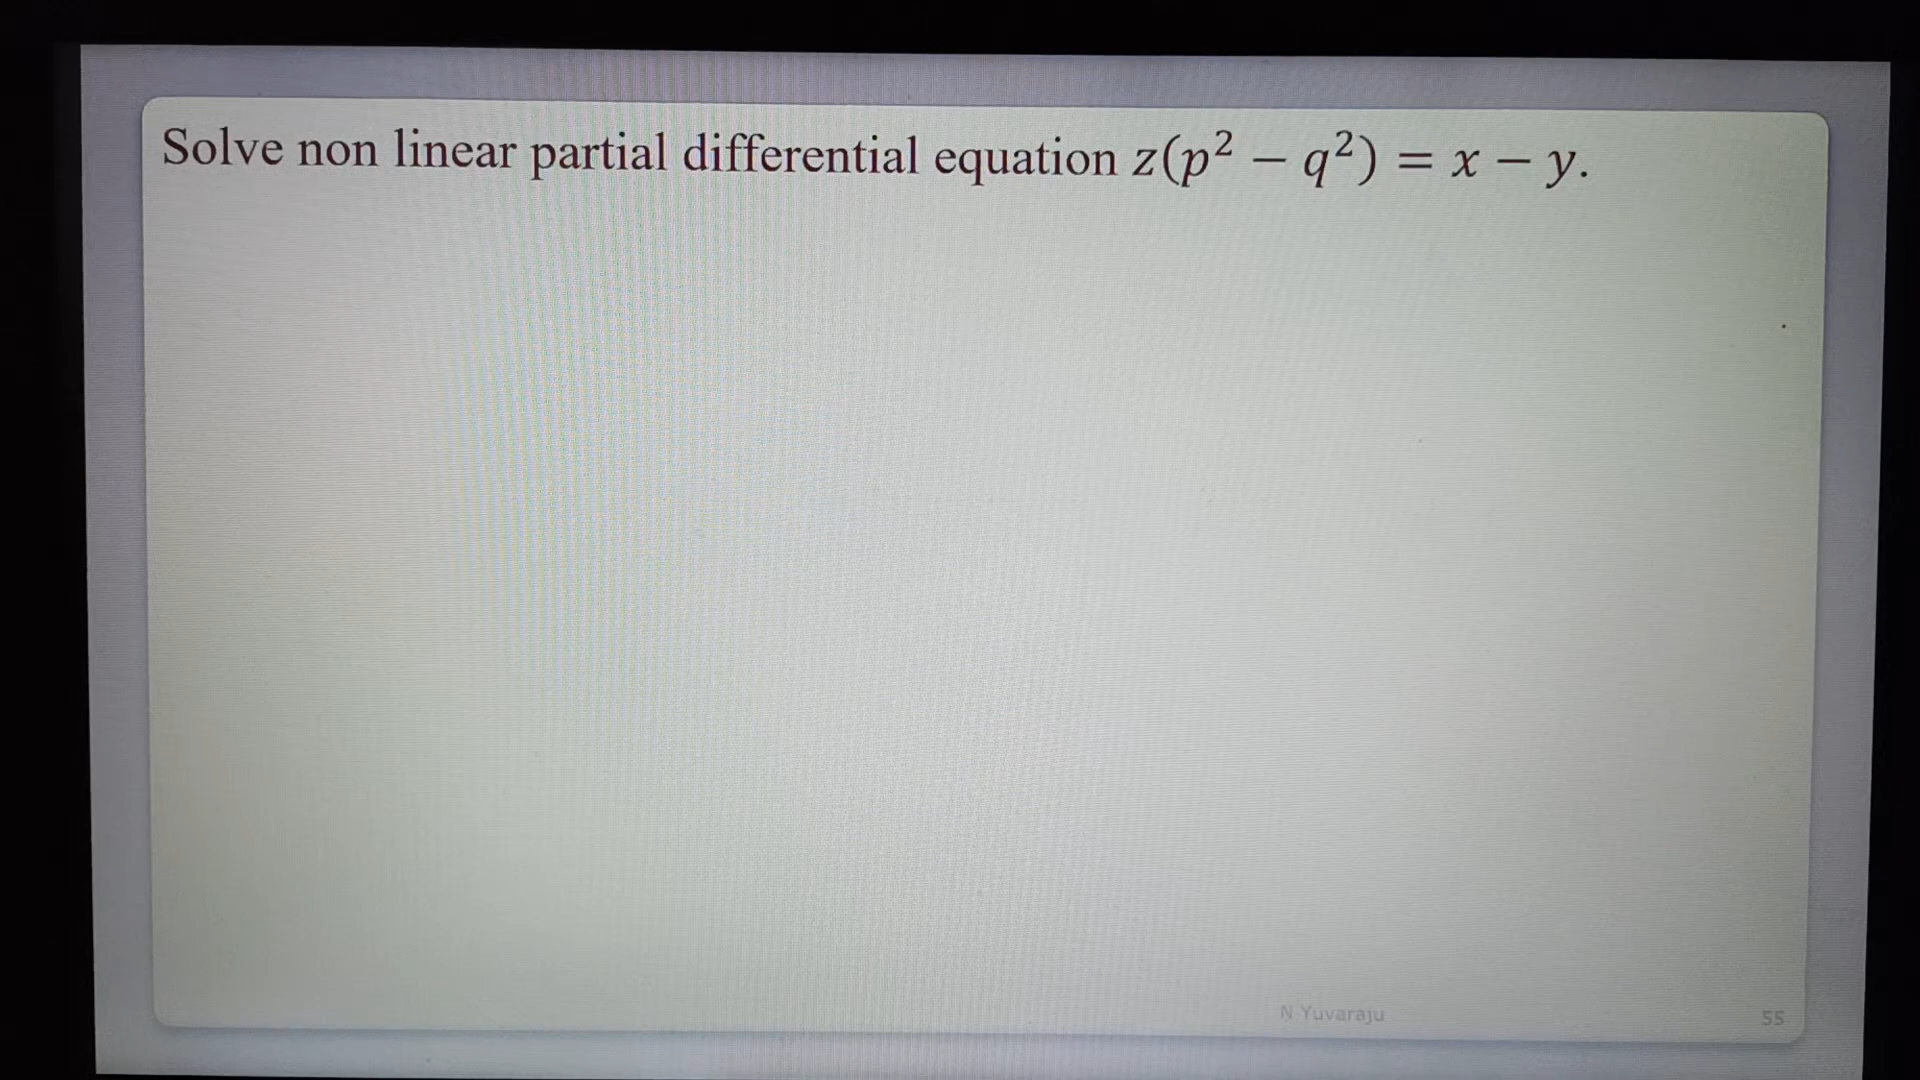 Solve non linear partial differential equation z(p² − q²) = x − y.
N Yuvaraju
55